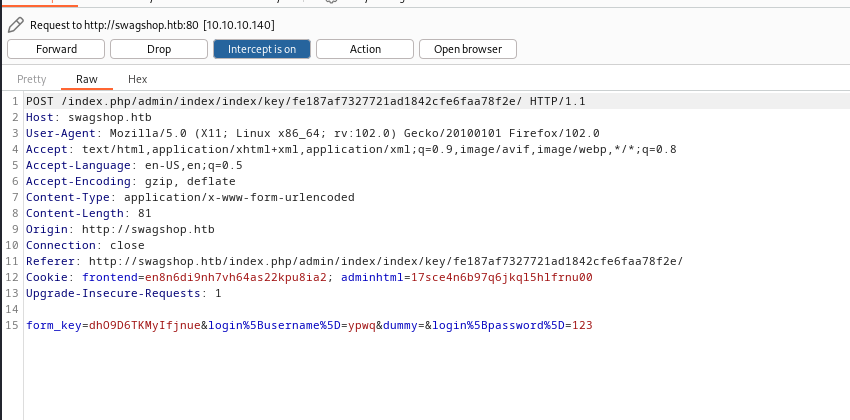 Request to http://swagshop.htb:80 [10.10.10.140]
Forward Drop Intercept is on Action Open browser
Pretty Raw Hex
1 POST /index.php/admin/index/index/key/fe187af7327721ad1842cfe6faa78f2e/ HTTP/1.1
2 Host: swagshop.htb
3 User-Agent: Mozilla/5.0 (X11; Linux x86_64; rv:102.0) Gecko/20100101 Firefox/102.0
4 Accept: text/html,application/xhtml+xml,application/xml;q=0.9,image/avif,image/webp,*/*;q=0.8
5 Accept-Language: en-US,en;q=0.5
6 Accept-Encoding: gzip, deflate
7 Content-Type: application/x-www-form-urlencoded
8 Content-Length: 81
9 Origin: http://swagshop.htb
10 Connection: close
11 Referer: http://swagshop.htb/index.php/admin/index/index/key/fe187af7327721ad1842cfe6faa78f2e/
12 Cookie: frontend=en8n6di9nh7vh64as22kpu8ia2; adminhtml=17sce4n6b97q6jkql5hlfrnu00
13 Upgrade-Insecure-Requests: 1
14
15 form_key=dhO9D6TKMyIfjnue&login%5Busername%5D=ypwq&dummy=&login%5Bpassword%5D=123